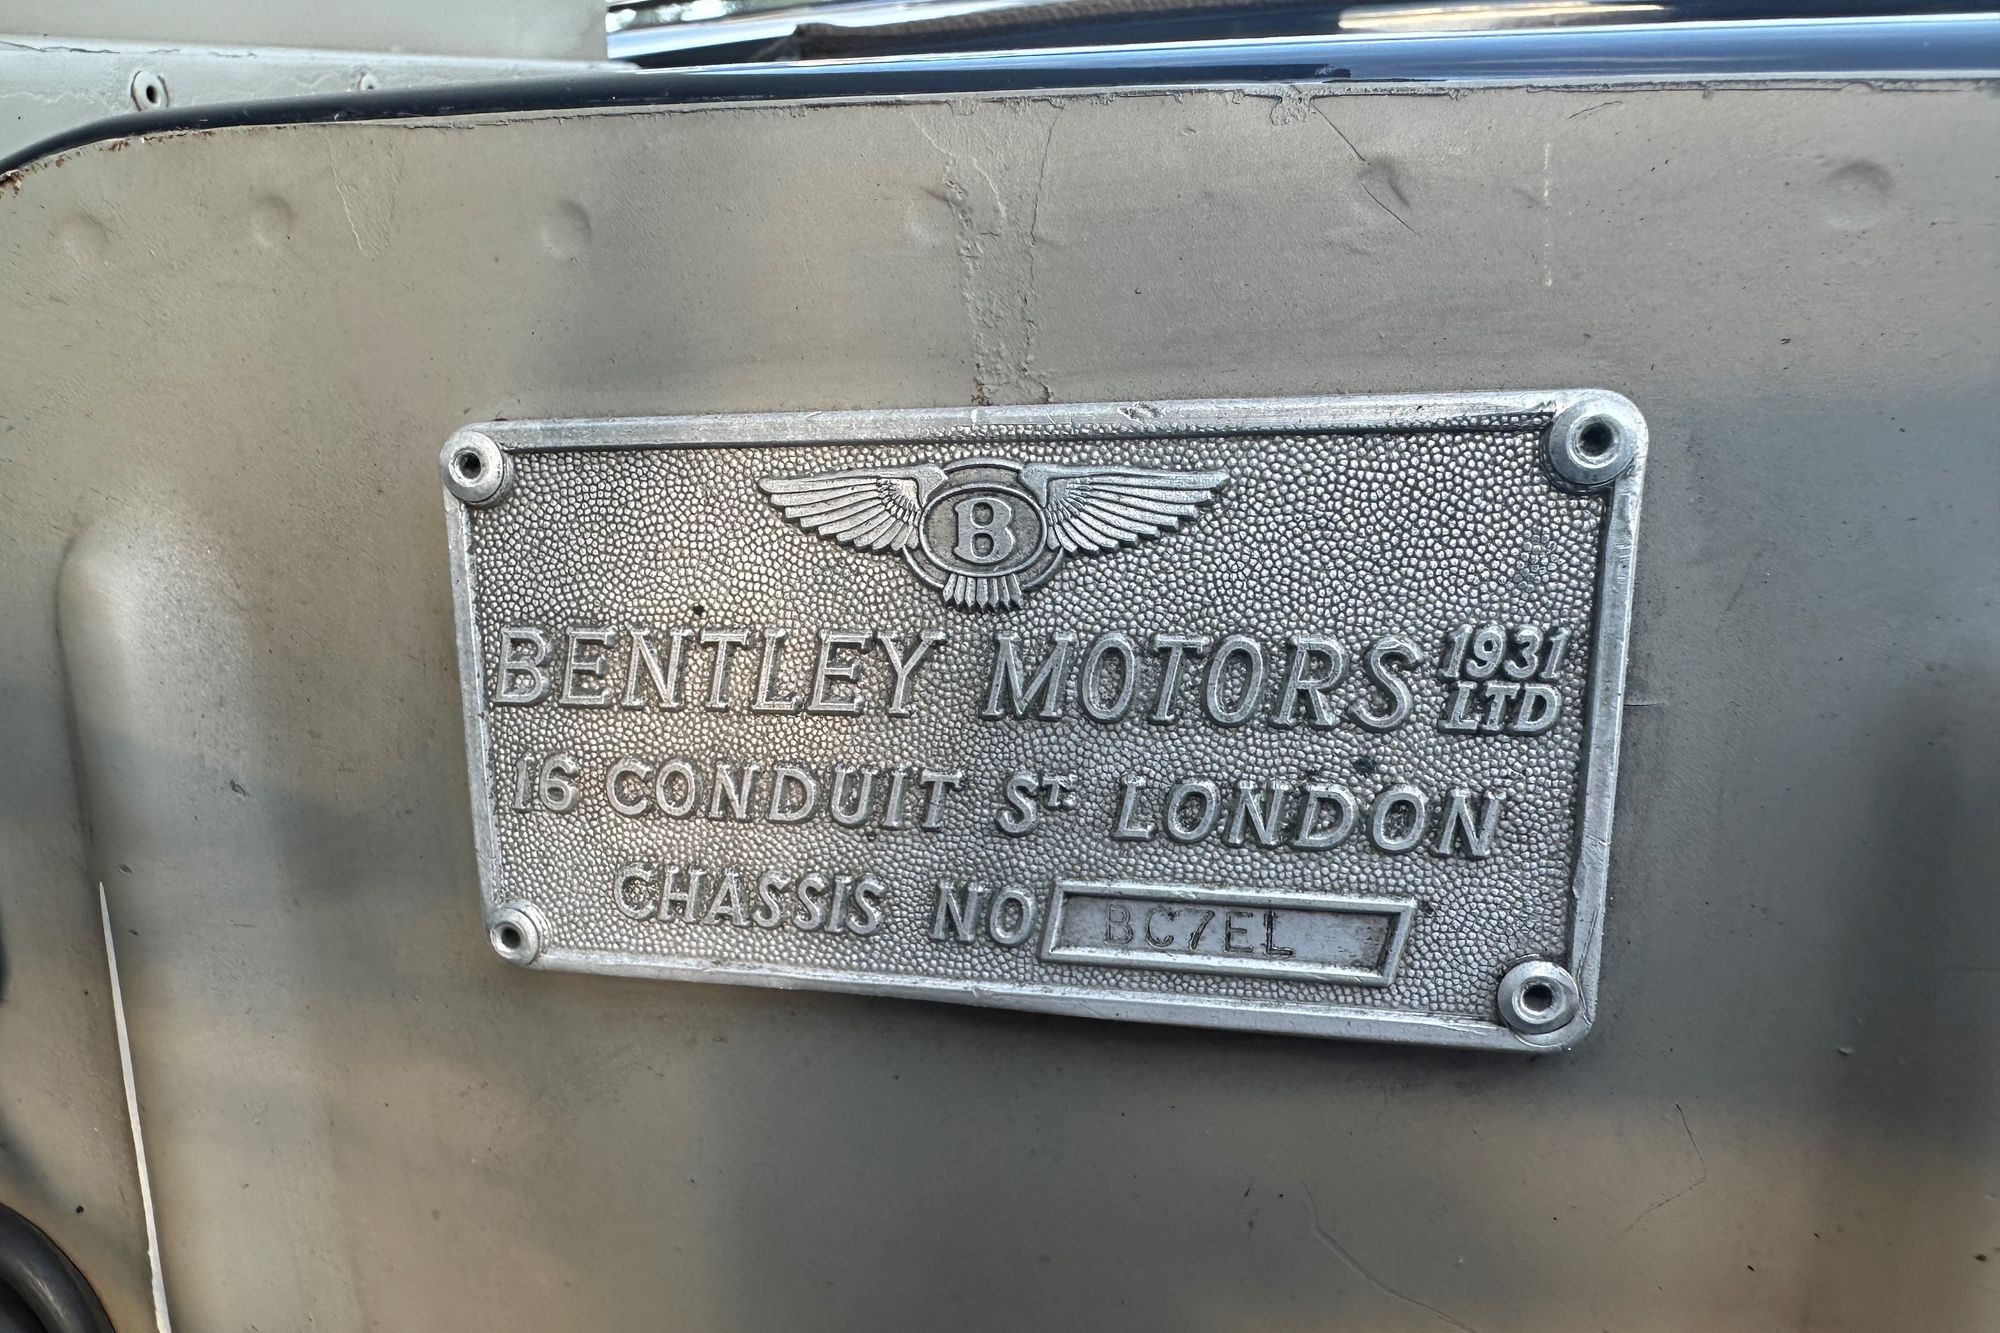 B
BENTLEY MOTORS 1931 LTD
16 CONDUIT ST. LONDON
CHASSIS NO BC7EL